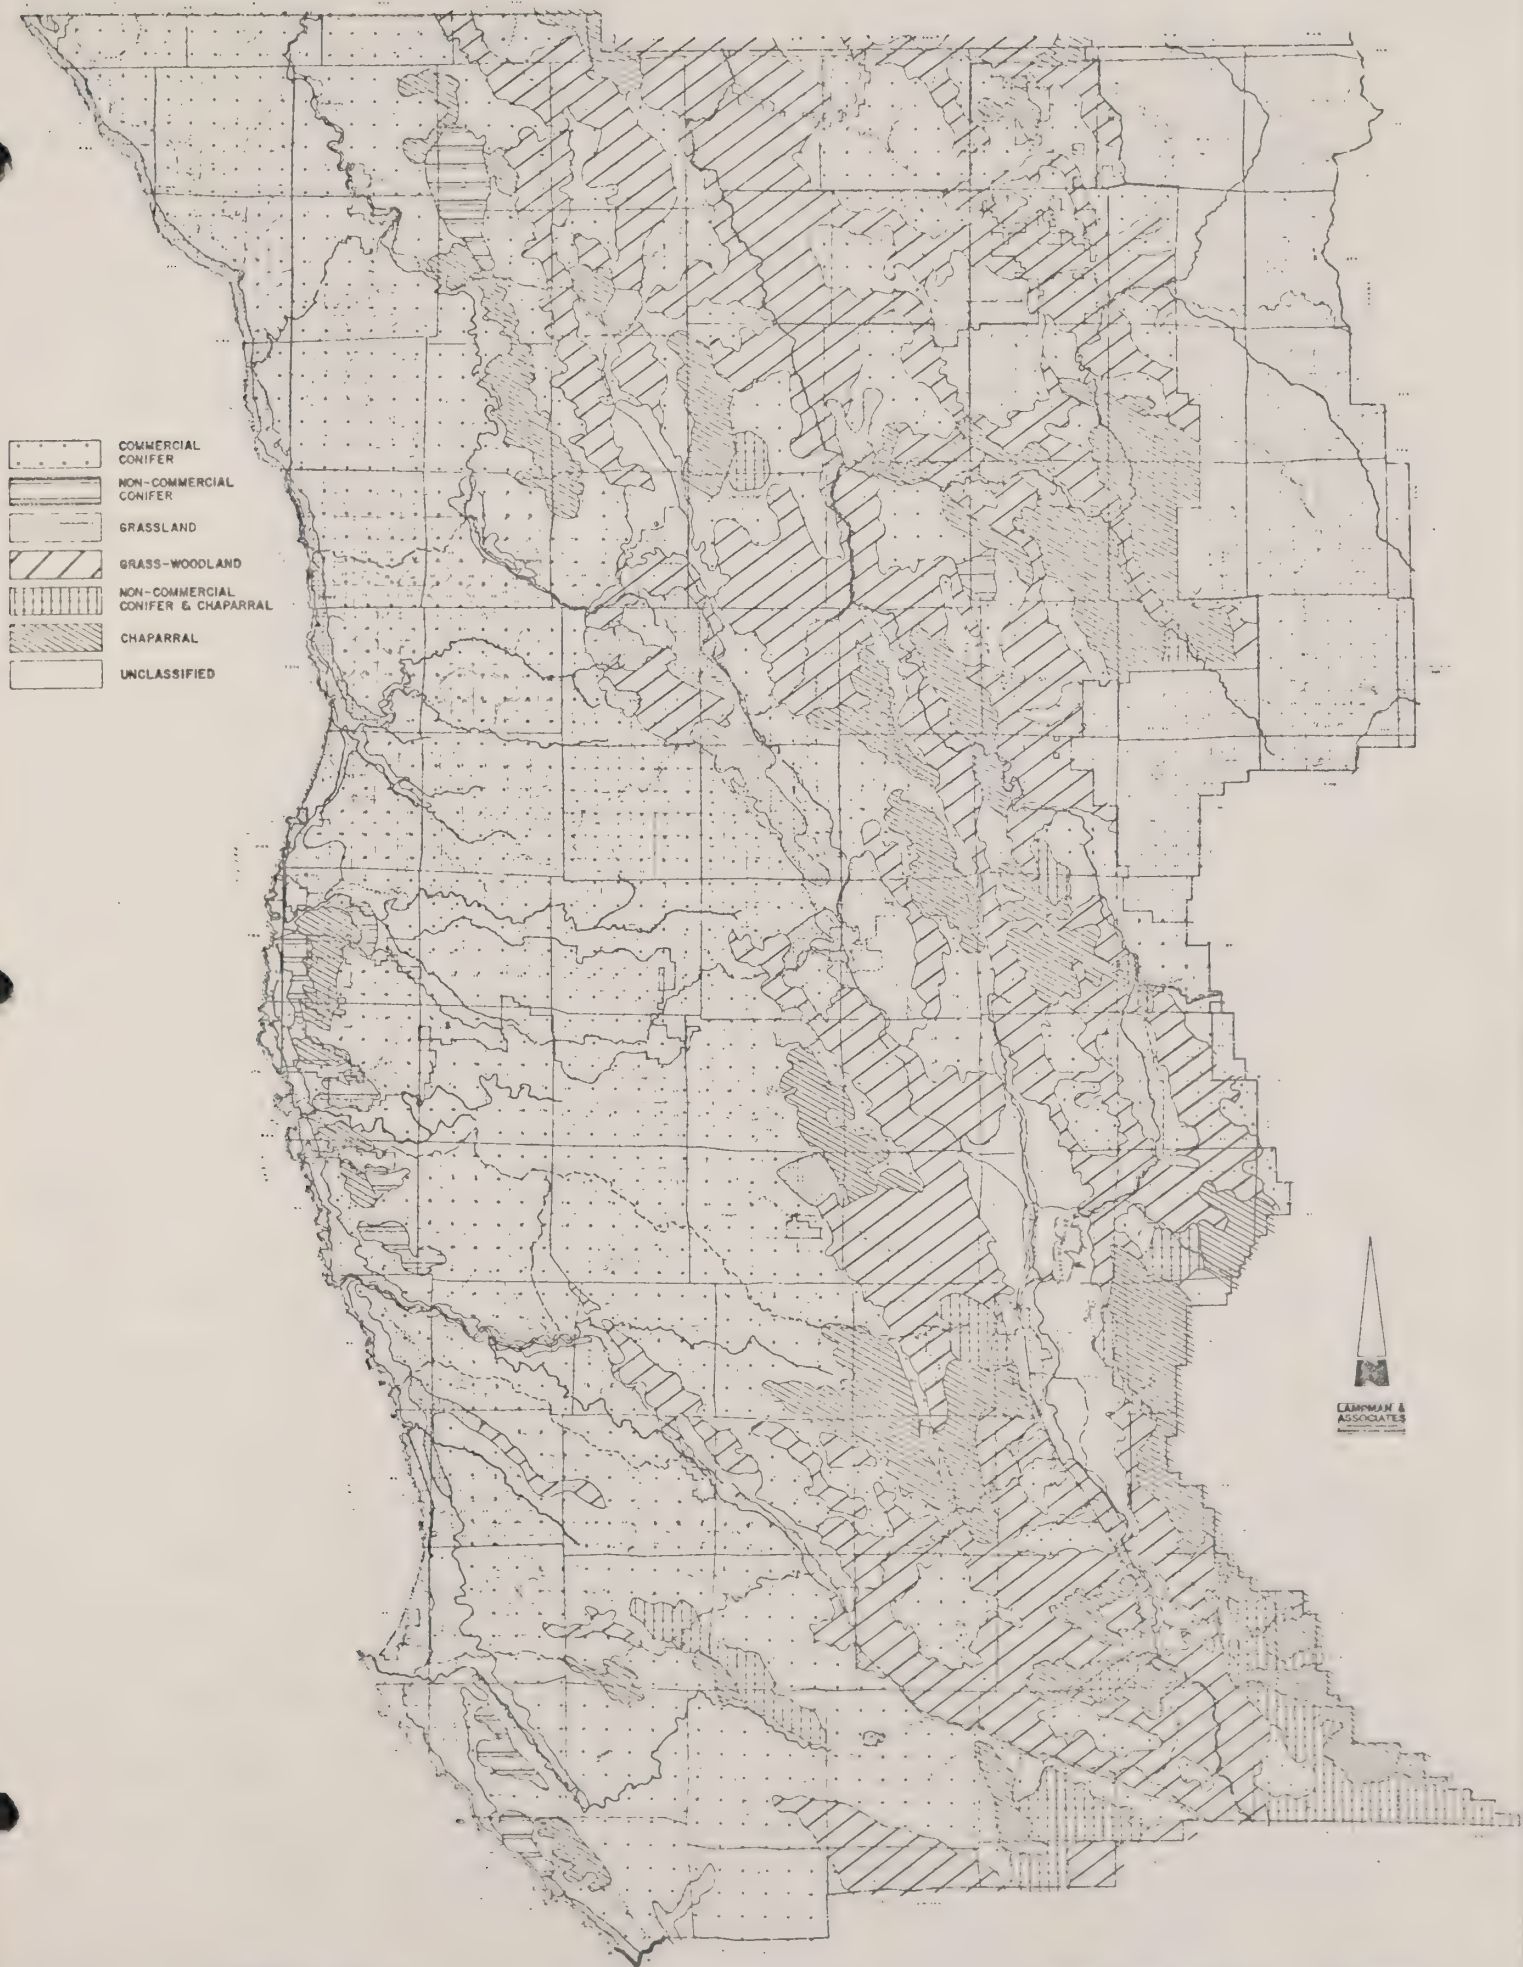 COMMERCIAL
CONIFER
NON-COMMERCIAL
CONIFER
GRASSLAND
GRASS-WOODLAND
NON-COMMERCIAL
CONIFER & CHAPARRAL
CHAPARRAL
UNCLASSIFIED
N
LAMPMAN &
ASSOCIATES